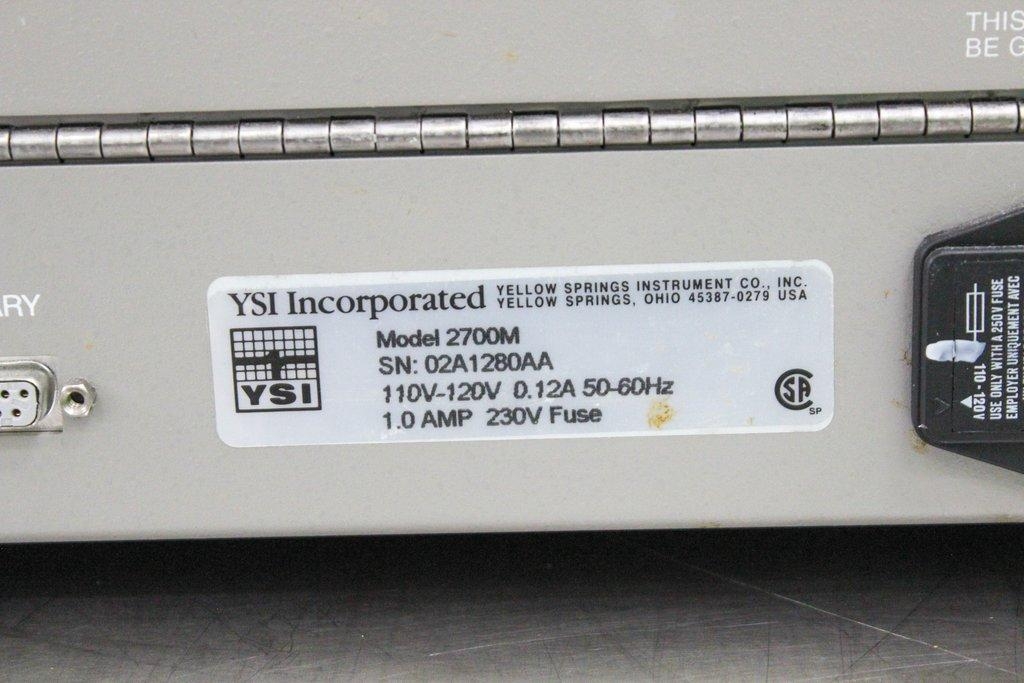 THIS
BE G
ARY
YSI Incorporated YELLOW SPRINGS INSTRUMENT CO., INC.
YELLOW SPRINGS, OHIO 45387-0279 USA
YSI
Model 2700M
SN: 02A1280AA
110V-120V 0.12A 50-60Hz
1.0 AMP 230V Fuse
SP
110-120V
USE ONLY WITH A 250V FUSE
EMPLOYER UNIQUEMENT AVEC